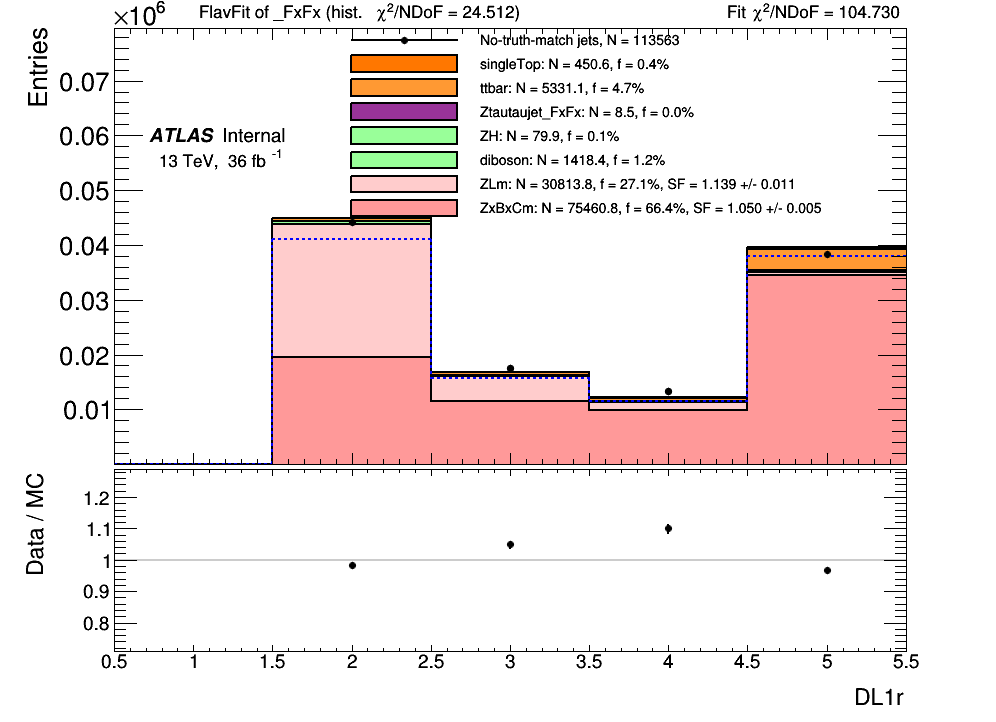 ×10⁶ FlavFit of _FxFx (hist. χ²/NDoF = 24.512) Fit χ²/NDoF = 104.730
Entries
0.07
0.06
0.05
0.04
0.03
0.02
0.01
ATLAS Internal
13 TeV, 36 fb⁻¹
No-truth-match jets, N = 113563
singleTop: N = 450.6, f = 0.4%
ttbar: N = 5331.1, f = 4.7%
Ztautaujet_FxFx: N = 8.5, f = 0.0%
ZH: N = 79.9, f = 0.1%
diboson: N = 1418.4, f = 1.2%
ZLm: N = 30813.8, f = 27.1%, SF = 1.139 +/- 0.011
ZxBxCm: N = 75460.8, f = 66.4%, SF = 1.050 +/- 0.005
Data / MC
1.2
1.1
1
0.9
0.8
0.5 1 1.5 2 2.5 3 3.5 4 4.5 5 5.5
DL1r